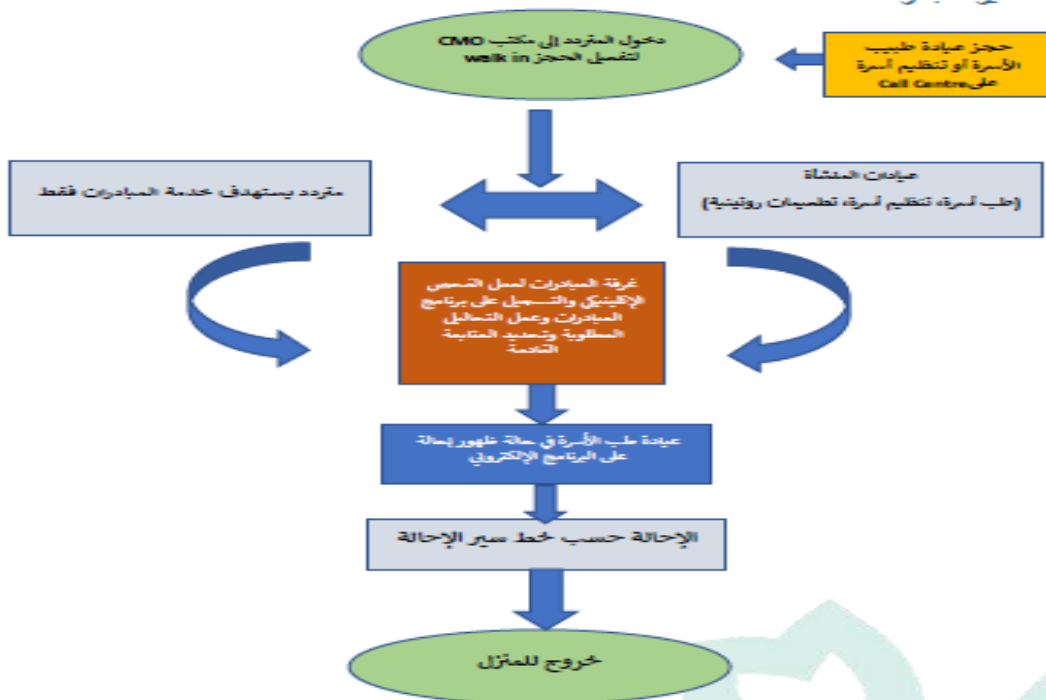 حجز عيادة طبيب
الأسرة أو تنظيم أسرة
على Call Centre
دخول المتردد إلى مكتب CMO
لتفعيل الحجز walk in
عيادات المنشأة
(طب أسرة، تنظيم أسرة، تطعيمات روتينية)
متردد يستهدف خدمة المبادرات فقط
غرفة المبادرات لعمل الفحص
الإكلينيكي والتسجيل على برنامج
المبادرات وعمل التحاليل
المطلوبة وتحديد المتابعة
القادمة
عيادة طب الأسرة في حالة ظهور إحالة
على البرنامج الإلكتروني
الإحالة حسب خط سير الإحالة
خروج للمنزل